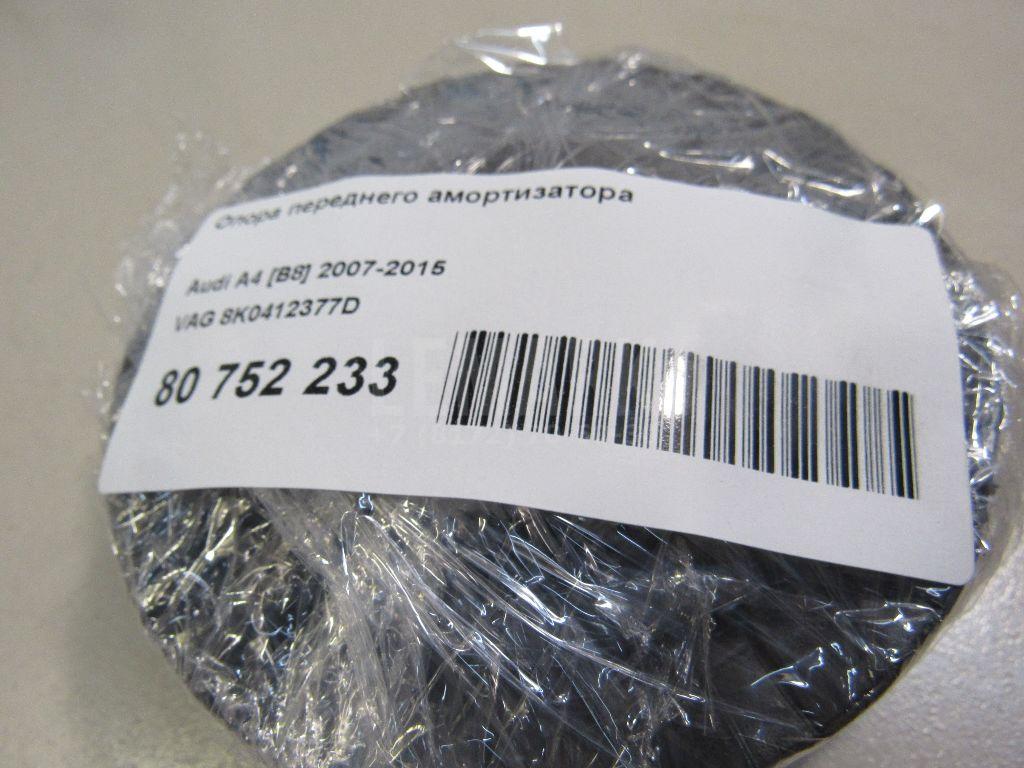 Опора переднего амортизатора
Audi A4 [B8] 2007-2015
VAG 8K0412377D
80 752 233